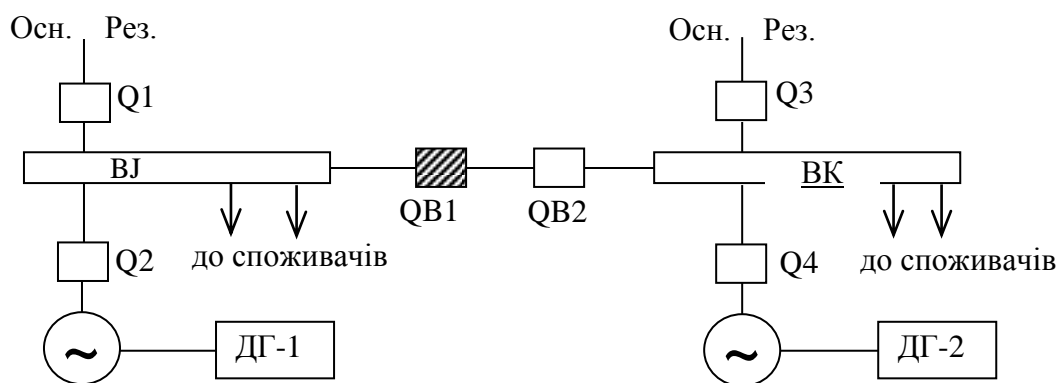 Осн. Рез.
Осн. Рез.
Q1
Q3
BJ
ВК
QB1
QB2
Q2
до споживачів
Q4
до споживачів
~
ДГ-1
~
ДГ-2